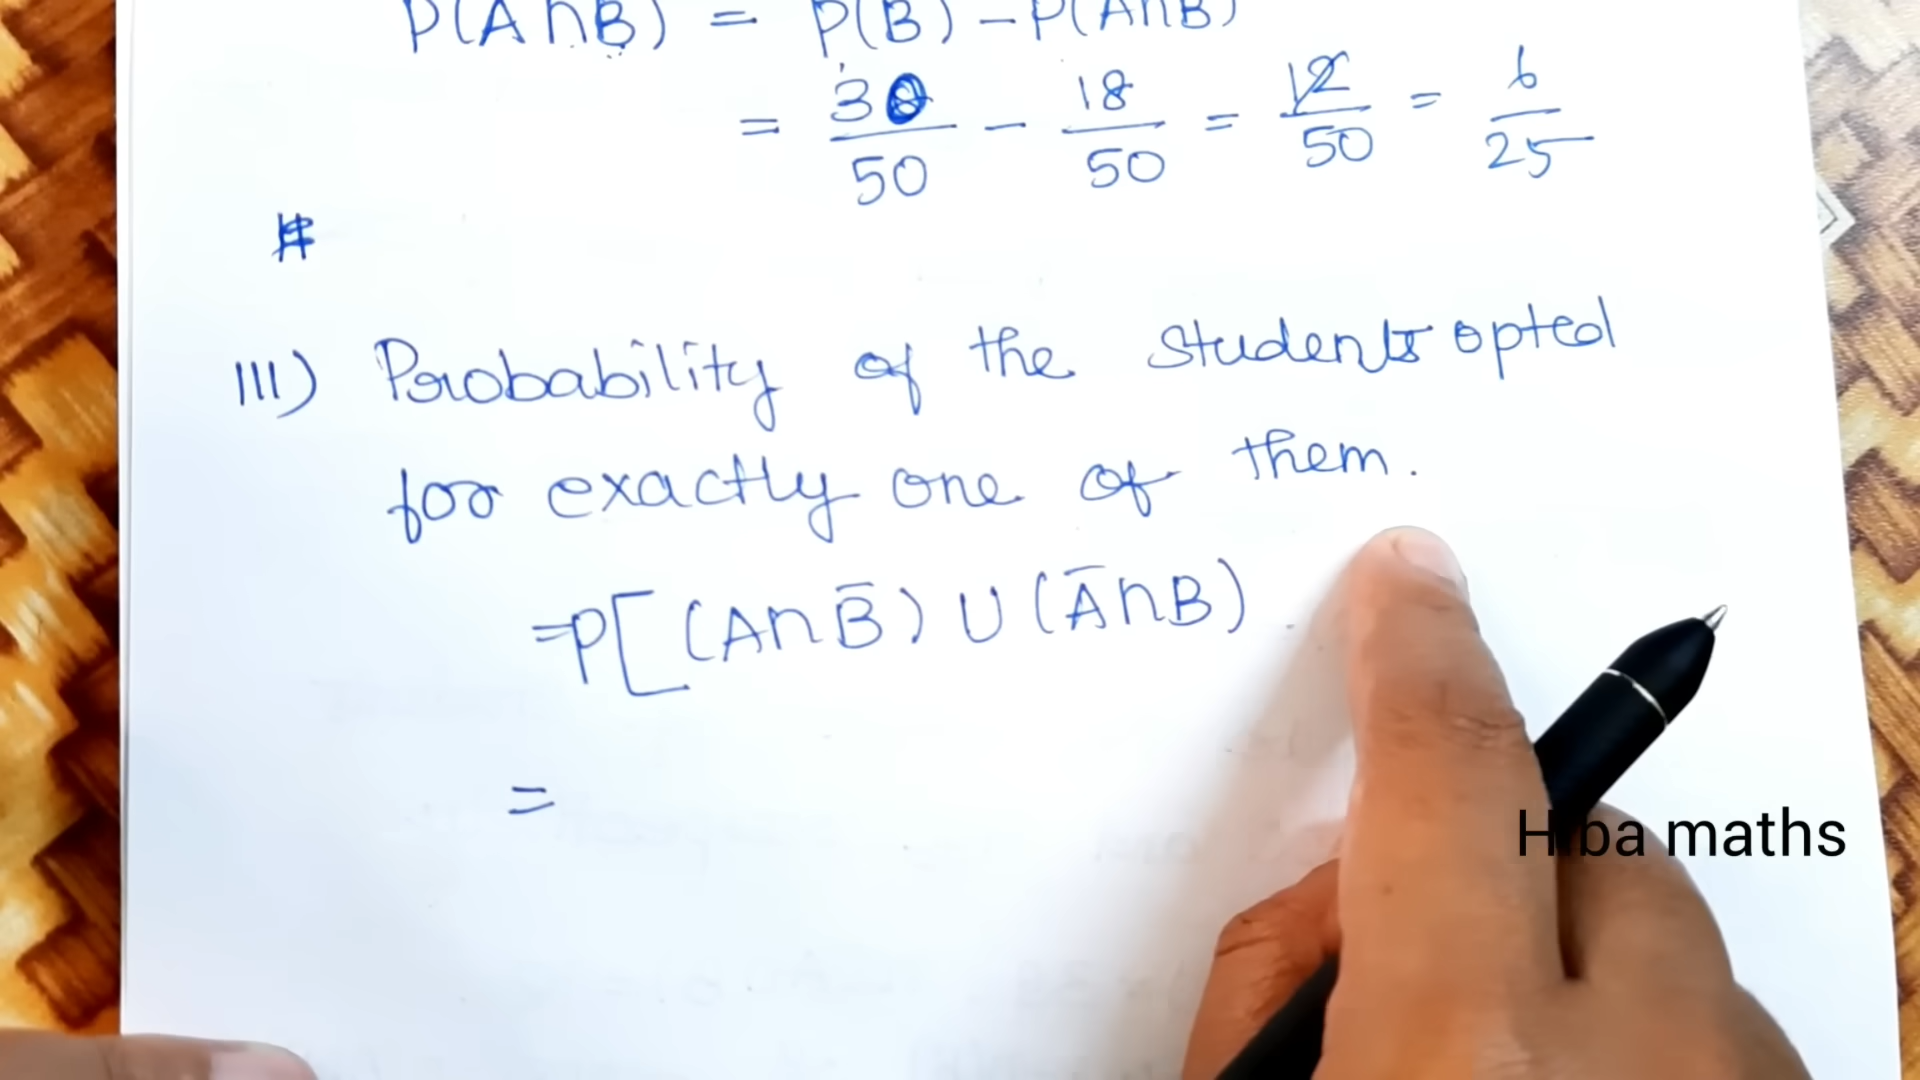 P(A∩B) = P(B) - P(A∩B)
= 30/50 - 18/50 = 12/50 = 6/25
#
III) Probability of the students opted
for exactly one of them.
=P[(A∩B̅) ∪ (A̅∩B)
=
Hiba maths